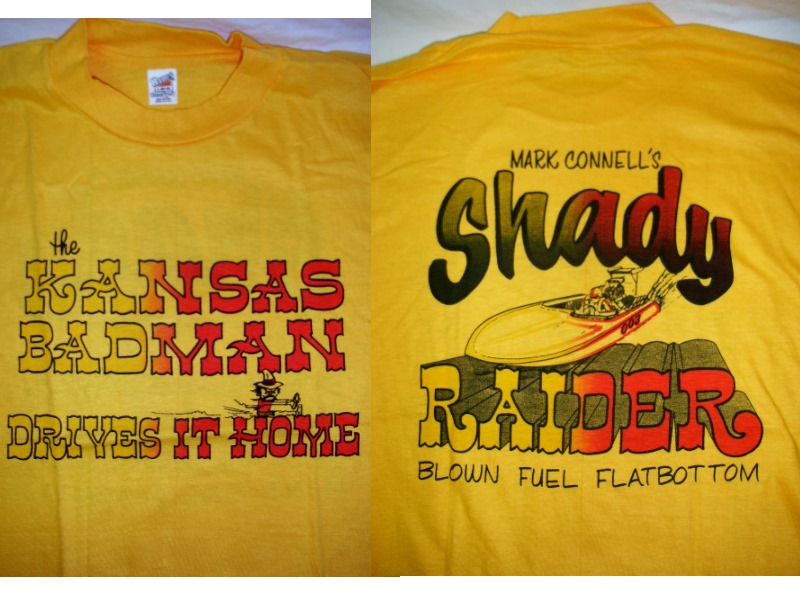 the
KANSAS
BADMAN
DRIVES IT HOME
MARK CONNELL'S
Shady
RAIDER
BLOWN FUEL FLATBOTTOM